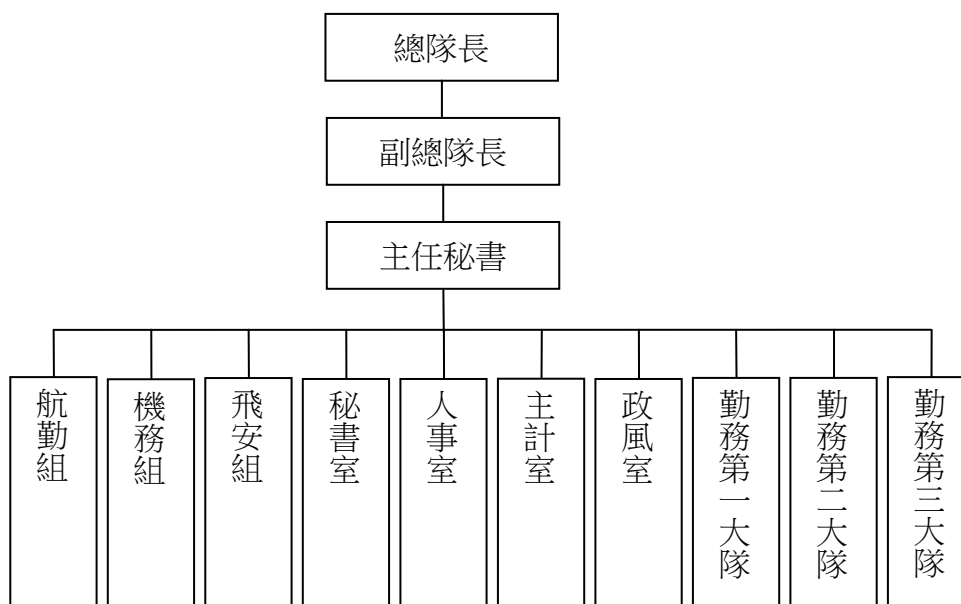 總隊長
副總隊長
主任秘書
航勤組
機務組
飛安組
秘書室
人事室
主計室
政風室
勤務第一大隊
勤務第二大隊
勤務第三大隊